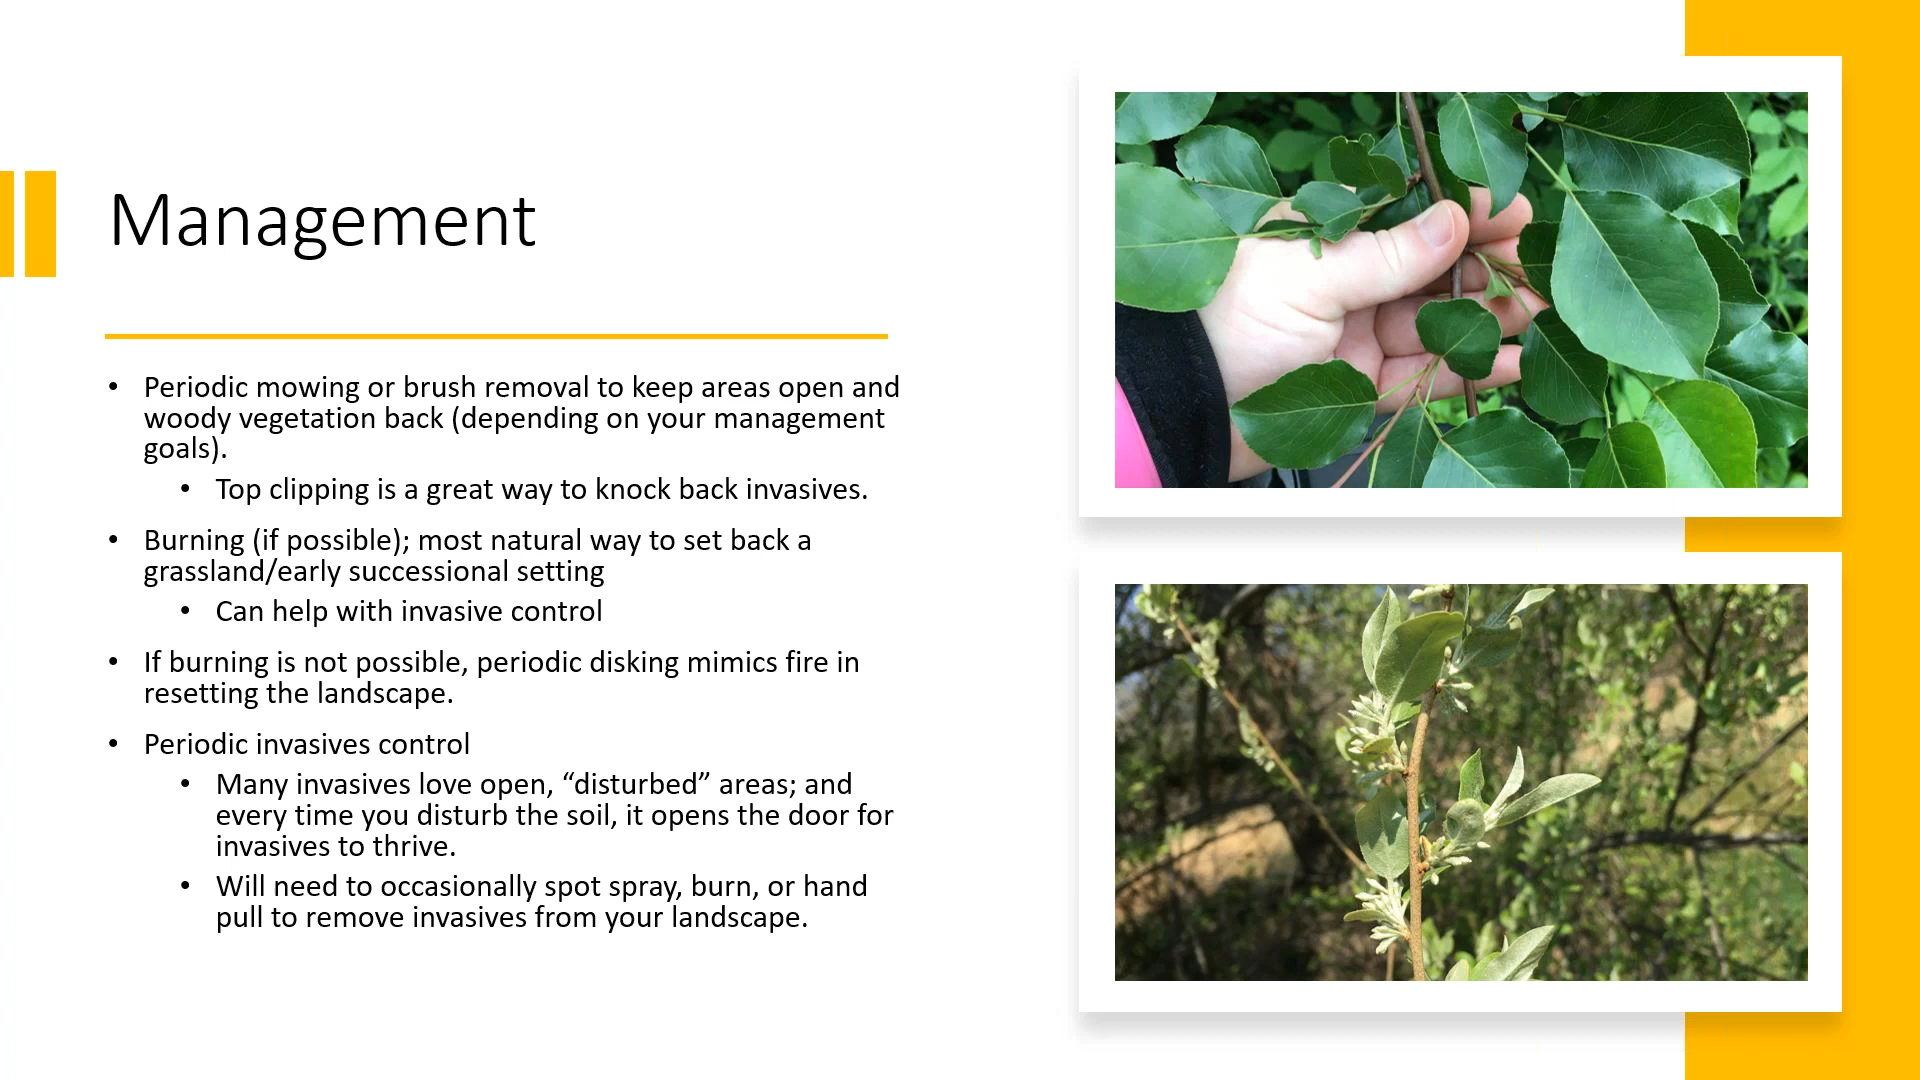 Management
• Periodic mowing or brush removal to keep areas open and
woody vegetation back (depending on your management
goals).
• Top clipping is a great way to knock back invasives.
• Burning (if possible); most natural way to set back a
grassland/early successional setting
• Can help with invasive control
• If burning is not possible, periodic disking mimics fire in
resetting the landscape.
• Periodic invasives control
• Many invasives love open, “disturbed” areas; and
every time you disturb the soil, it opens the door for
invasives to thrive.
• Will need to occasionally spot spray, burn, or hand
pull to remove invasives from your landscape.